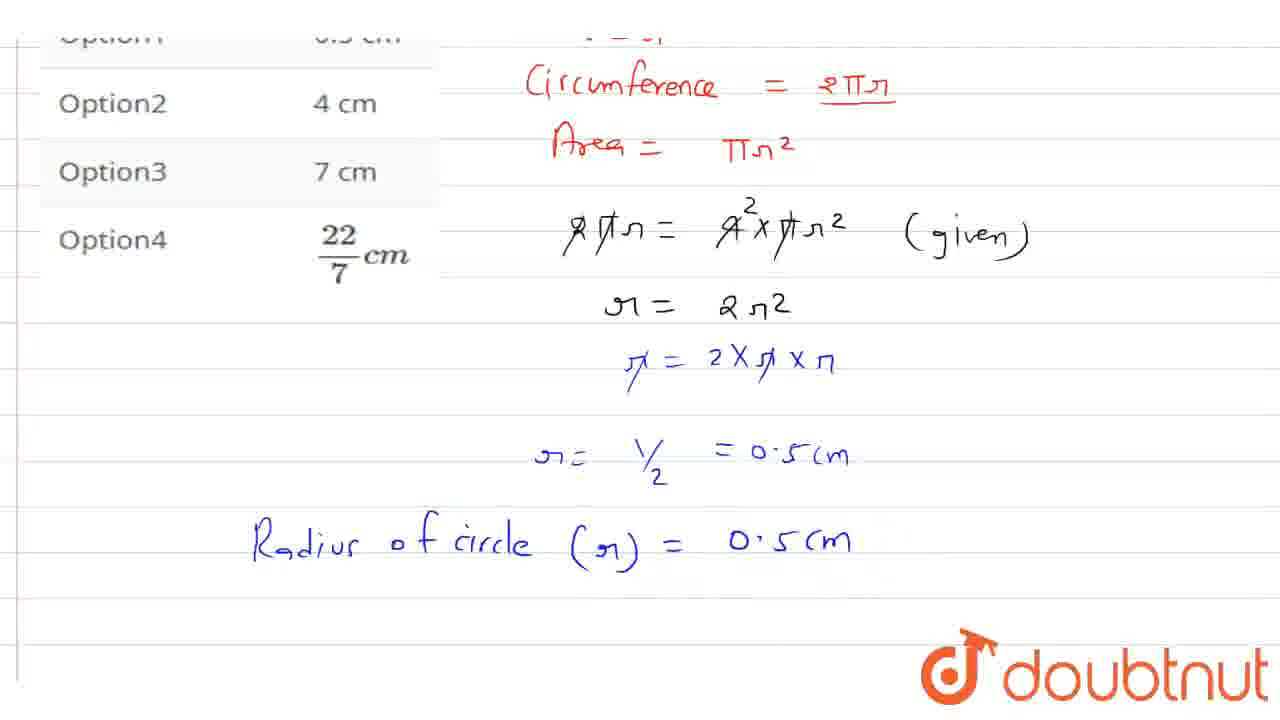 Option2 4 cm
Option3 7 cm
Option4 22/7 cm
Circumference = 2πr
Area = πr²
2πr = 4² × πr² (given)
r = 2r²
r = 2 × r × r
r = 1/2 = 0.5 cm
Radius of circle (r) = 0.5 cm
doubtnut